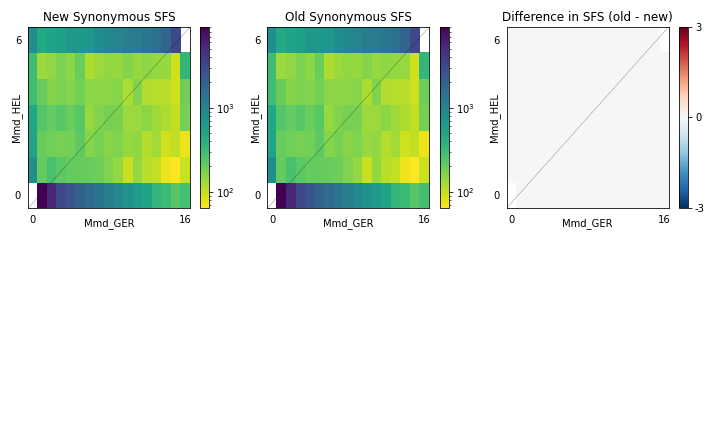 New Synonymous SFS
6
Mmd_HEL
0
0
16
Mmd_GER
10³
10²
Old Synonymous SFS
6
Mmd_HEL
0
0
16
Mmd_GER
10³
10²
Difference in SFS (old - new)
6
Mmd_HEL
0
0
16
Mmd_GER
3
0
-3